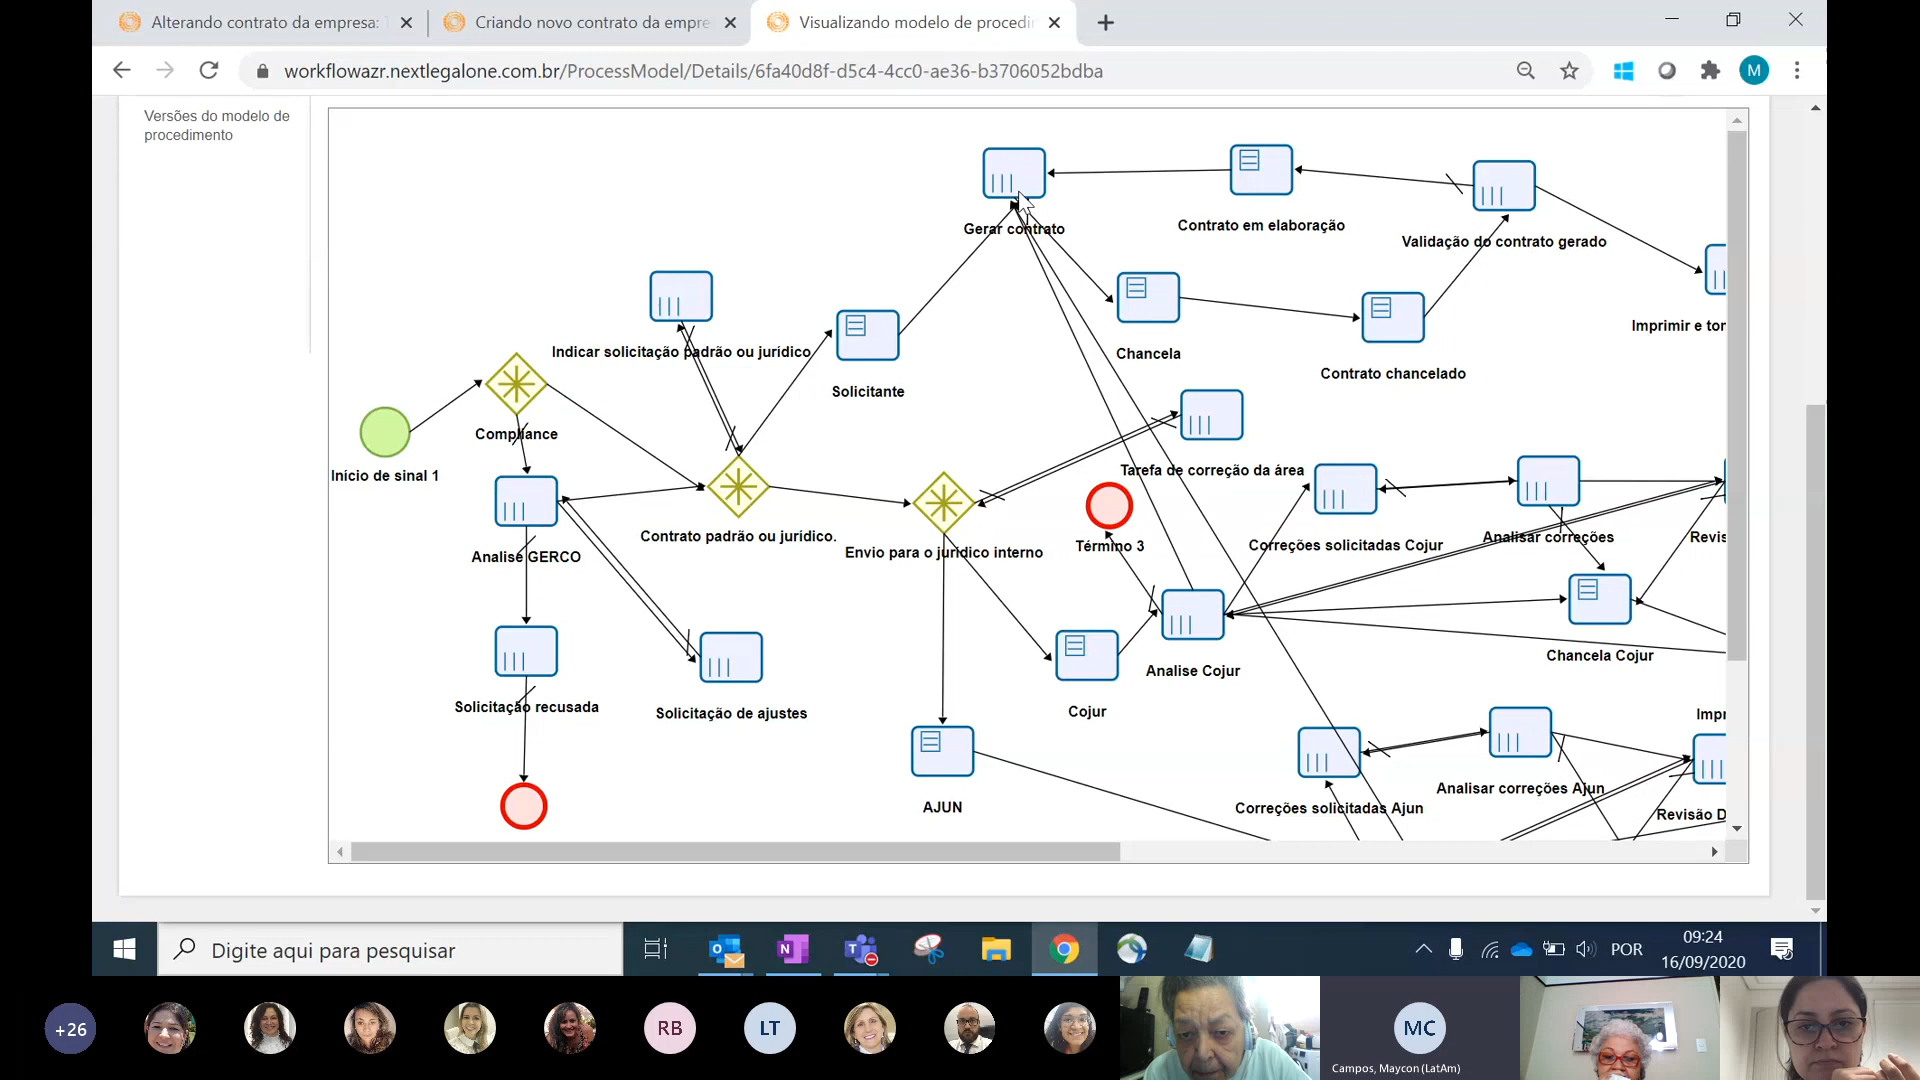 Alterando contrato da empresa:
Criando novo contrato da empre
Visualizando modelo de procedi
workflowazr.nextlegalone.com.br/ProcessModel/Details/6fa40d8f-d5c4-4cc0-ae36-b3706052bdba
M
Versões do modelo de
procedimento
Gerar contrato
Contrato em elaboração
Validação do contrato gerado
Indicar solicitação padrão ou jurídico
Solicitante
Chancela
Contrato chancelado
Imprimir e tor
Início de sinal 1
Compliance
Analise GERCO
Contrato padrão ou jurídico.
Envio para o jurídico interno
Tarefa de correção da área
Término 3
Correções solicitadas Cojur
Analisar correções
Revis
Solicitação recusada
Solicitação de ajustes
Cojur
Analise Cojur
Chancela Cojur
AJUN
Correções solicitadas Ajun
Analisar correções Ajun
Impr
Revisão D
Digite aqui para pesquisar
POR
09:24
16/09/2020
+26
RB
LT
MC
Campos, Maycon (LatAm)